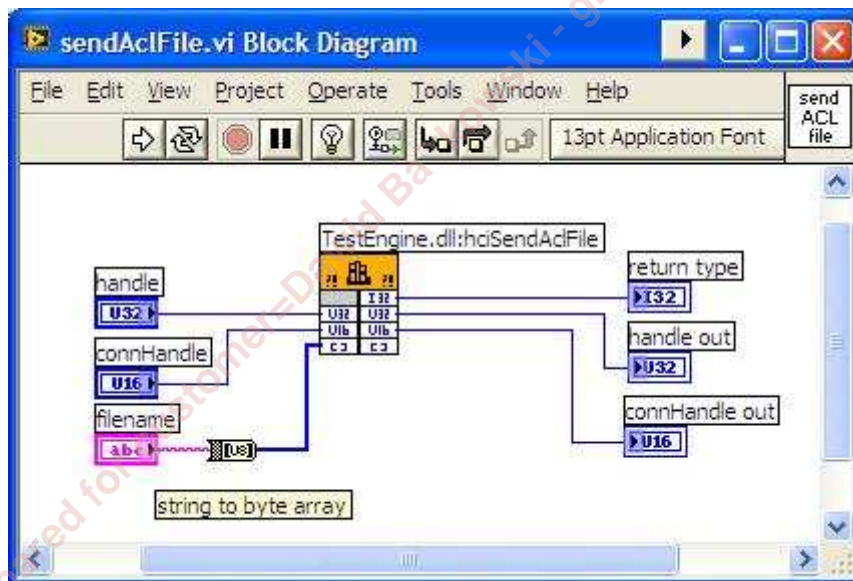 sendAclFile.vi Block Diagram
File Edit View Project Operate Tools Window Help
send
ACL
file
13pt Application Font
TestEngine.dll:hciSendAclFile
handle
U32
connHandle
U16
filename
abc
[U8]
string to byte array
I32
U32 U32
U16 U16
return type
I32
handle out
U32
connHandle out
U16